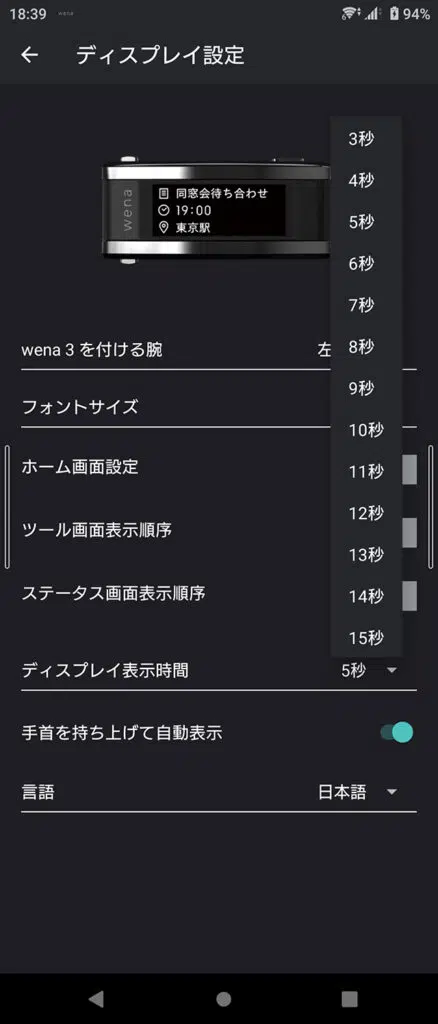 18:39 wena 94%
ディスプレイ設定
wena
同窓会待ち合わせ
19:00
東京駅
3秒
4秒
5秒
6秒
7秒
8秒
9秒
10秒
11秒
12秒
13秒
14秒
15秒
wena 3 を付ける腕 左
フォントサイズ
ホーム画面設定
ツール画面表示順序
ステータス画面表示順序
ディスプレイ表示時間 5秒
手首を持ち上げて自動表示
言語 日本語